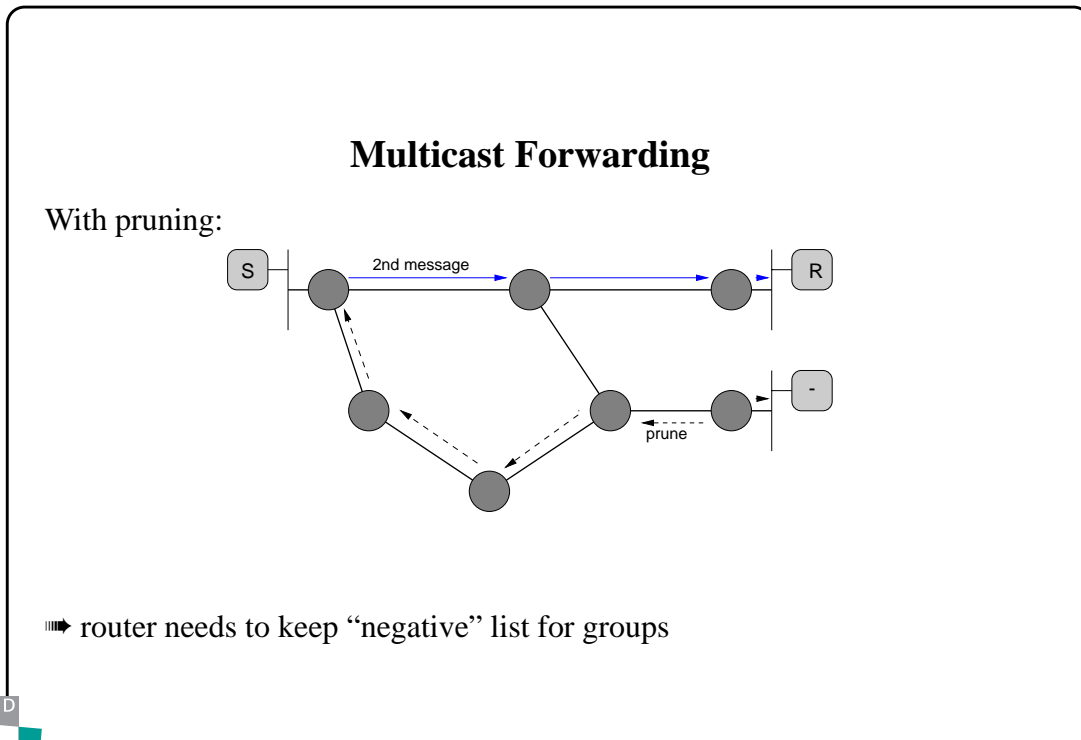 Multicast Forwarding
With pruning:
S
2nd message
R
-
prune
➠ router needs to keep “negative” list for groups
D